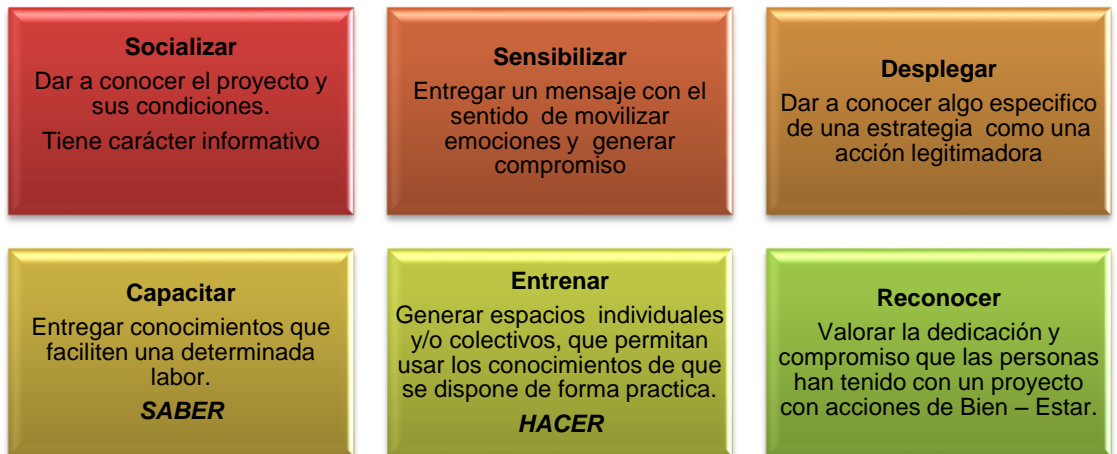 Socializar
Dar a conocer el proyecto y
sus condiciones.
Tiene carácter informativo
Sensibilizar
Entregar un mensaje con el
sentido de movilizar
emociones y generar
compromiso
Desplegar
Dar a conocer algo especifico
de una estrategia como una
acción legitimadora
Capacitar
Entregar conocimientos que
faciliten una determinada
labor.
SABER
Entrenar
Generar espacios individuales
y/o colectivos, que permitan
usar los conocimientos de que
se dispone de forma practica.
HACER
Reconocer
Valorar la dedicación y
compromiso que las personas
han tenido con un proyecto
con acciones de Bien – Estar.